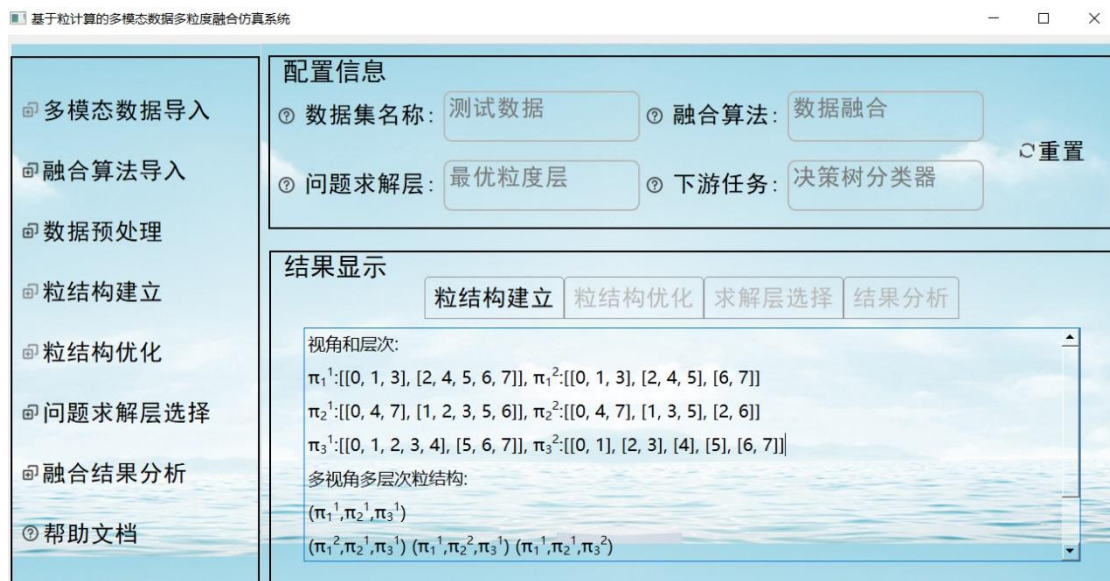 基于粒计算的多模态数据多粒度融合仿真系统
多模态数据导入
融合算法导入
数据预处理
粒结构建立
粒结构优化
问题求解层选择
融合结果分析
帮助文档
配置信息
数据集名称: 测试数据 融合算法: 数据融合
问题求解层: 最优粒度层 下游任务: 决策树分类器
重置
结果显示
粒结构建立 粒结构优化 求解层选择 结果分析
视角和层次:
π₁¹:[[0, 1, 3], [2, 4, 5, 6, 7]], π₁²:[[0, 1, 3], [2, 4, 5], [6, 7]]
π₂¹:[[0, 4, 7], [1, 2, 3, 5, 6]], π₂²:[[0, 4, 7], [1, 3, 5], [2, 6]]
π₃¹:[[0, 1, 2, 3, 4], [5, 6, 7]], π₃²:[[0, 1], [2, 3], [4], [5], [6, 7]]
多视角多层次粒结构:
(π₁¹,π₂¹,π₃¹)
(π₁²,π₂¹,π₃¹) (π₁¹,π₂²,π₃¹) (π₁¹,π₂¹,π₃²)